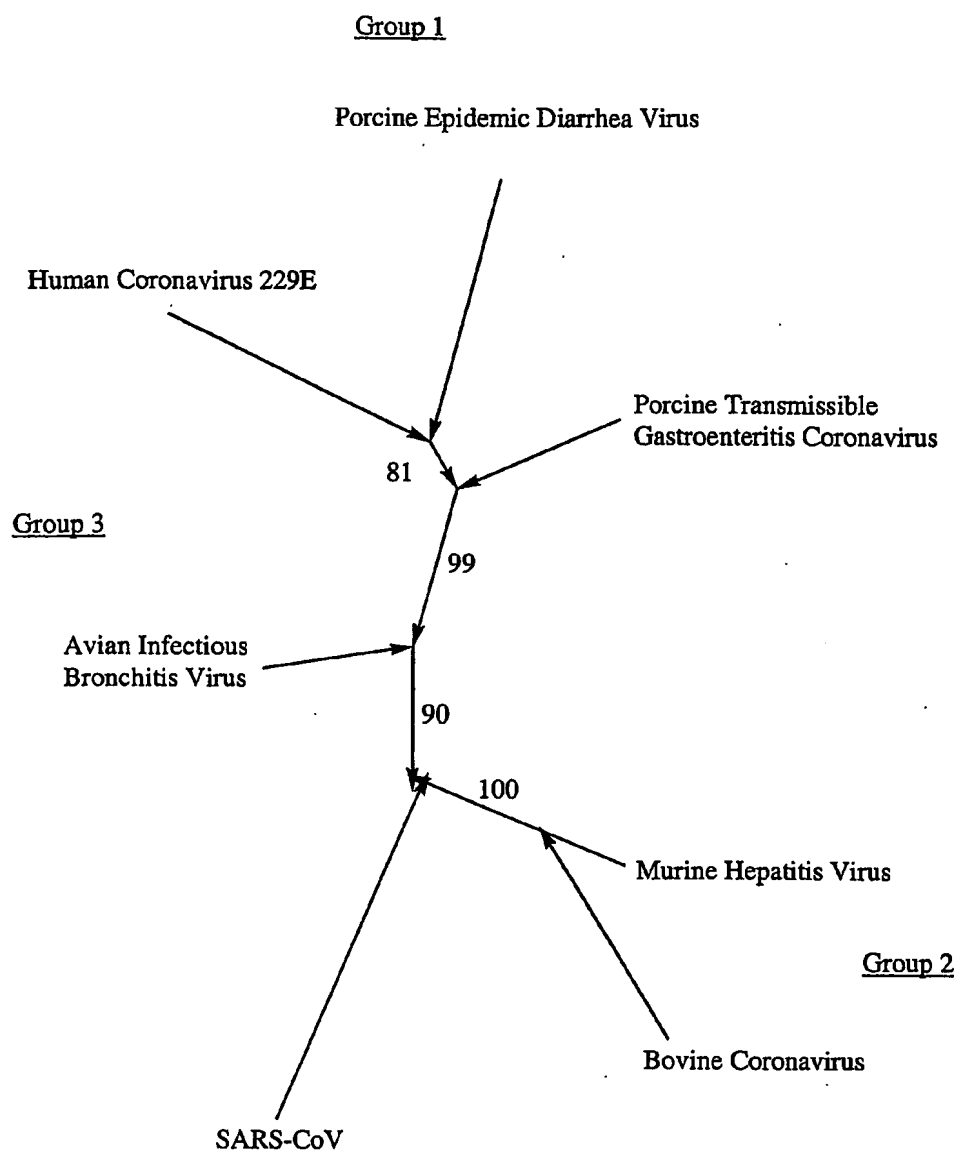 Group 1
Porcine Epidemic Diarrhea Virus
Human Coronavirus 229E
Porcine Transmissible
Gastroenteritis Coronavirus
81
Group 3
99
Avian Infectious
Bronchitis Virus
90
100
Murine Hepatitis Virus
Group 2
Bovine Coronavirus
SARS-CoV